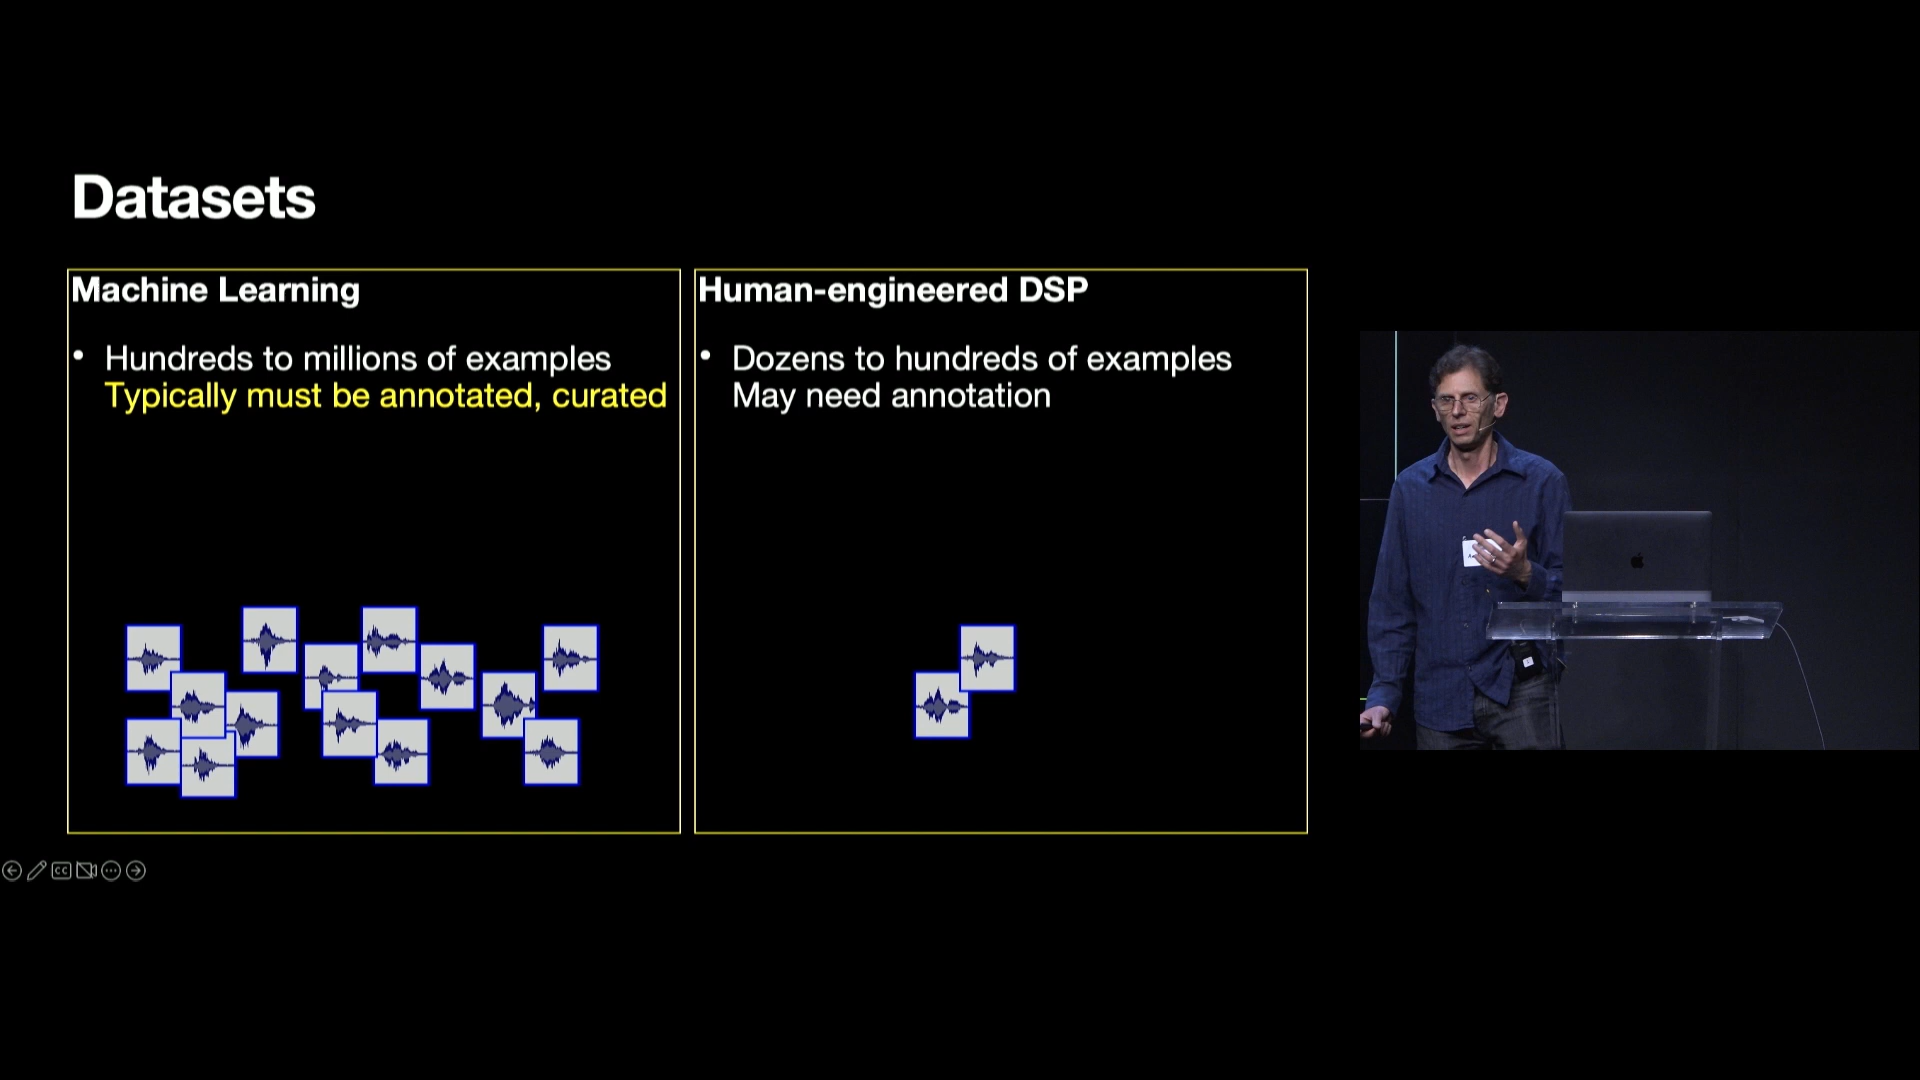 Datasets
Machine Learning
• Hundreds to millions of examples
Typically must be annotated, curated
Human-engineered DSP
• Dozens to hundreds of examples
May need annotation
CC